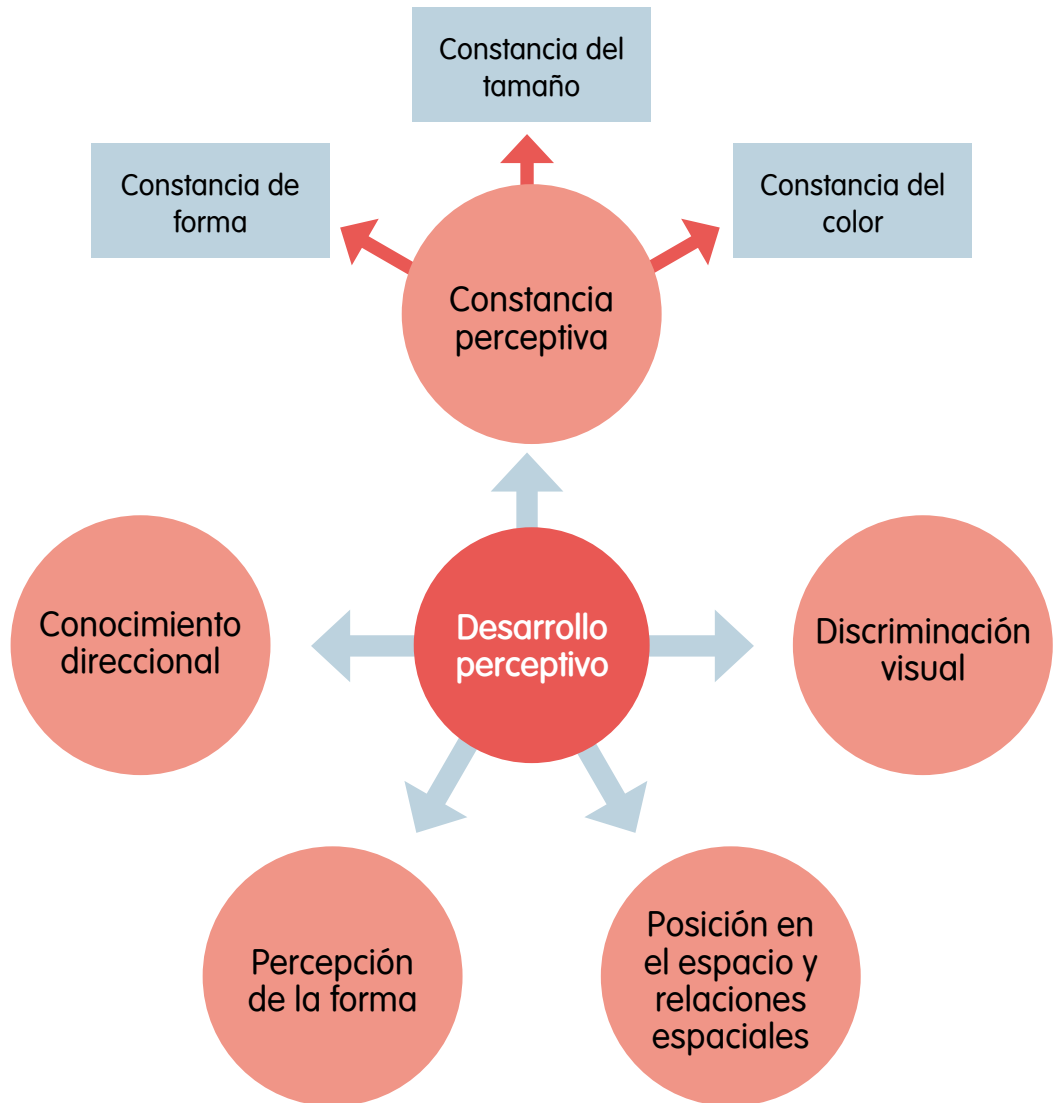 Constancia del
tamaño
Constancia de
forma
Constancia del
color
Constancia
perceptiva
Conocimiento
direccional
Desarrollo
perceptivo
Discriminación
visual
Percepción
de la forma
Posición en
el espacio y
relaciones
espaciales